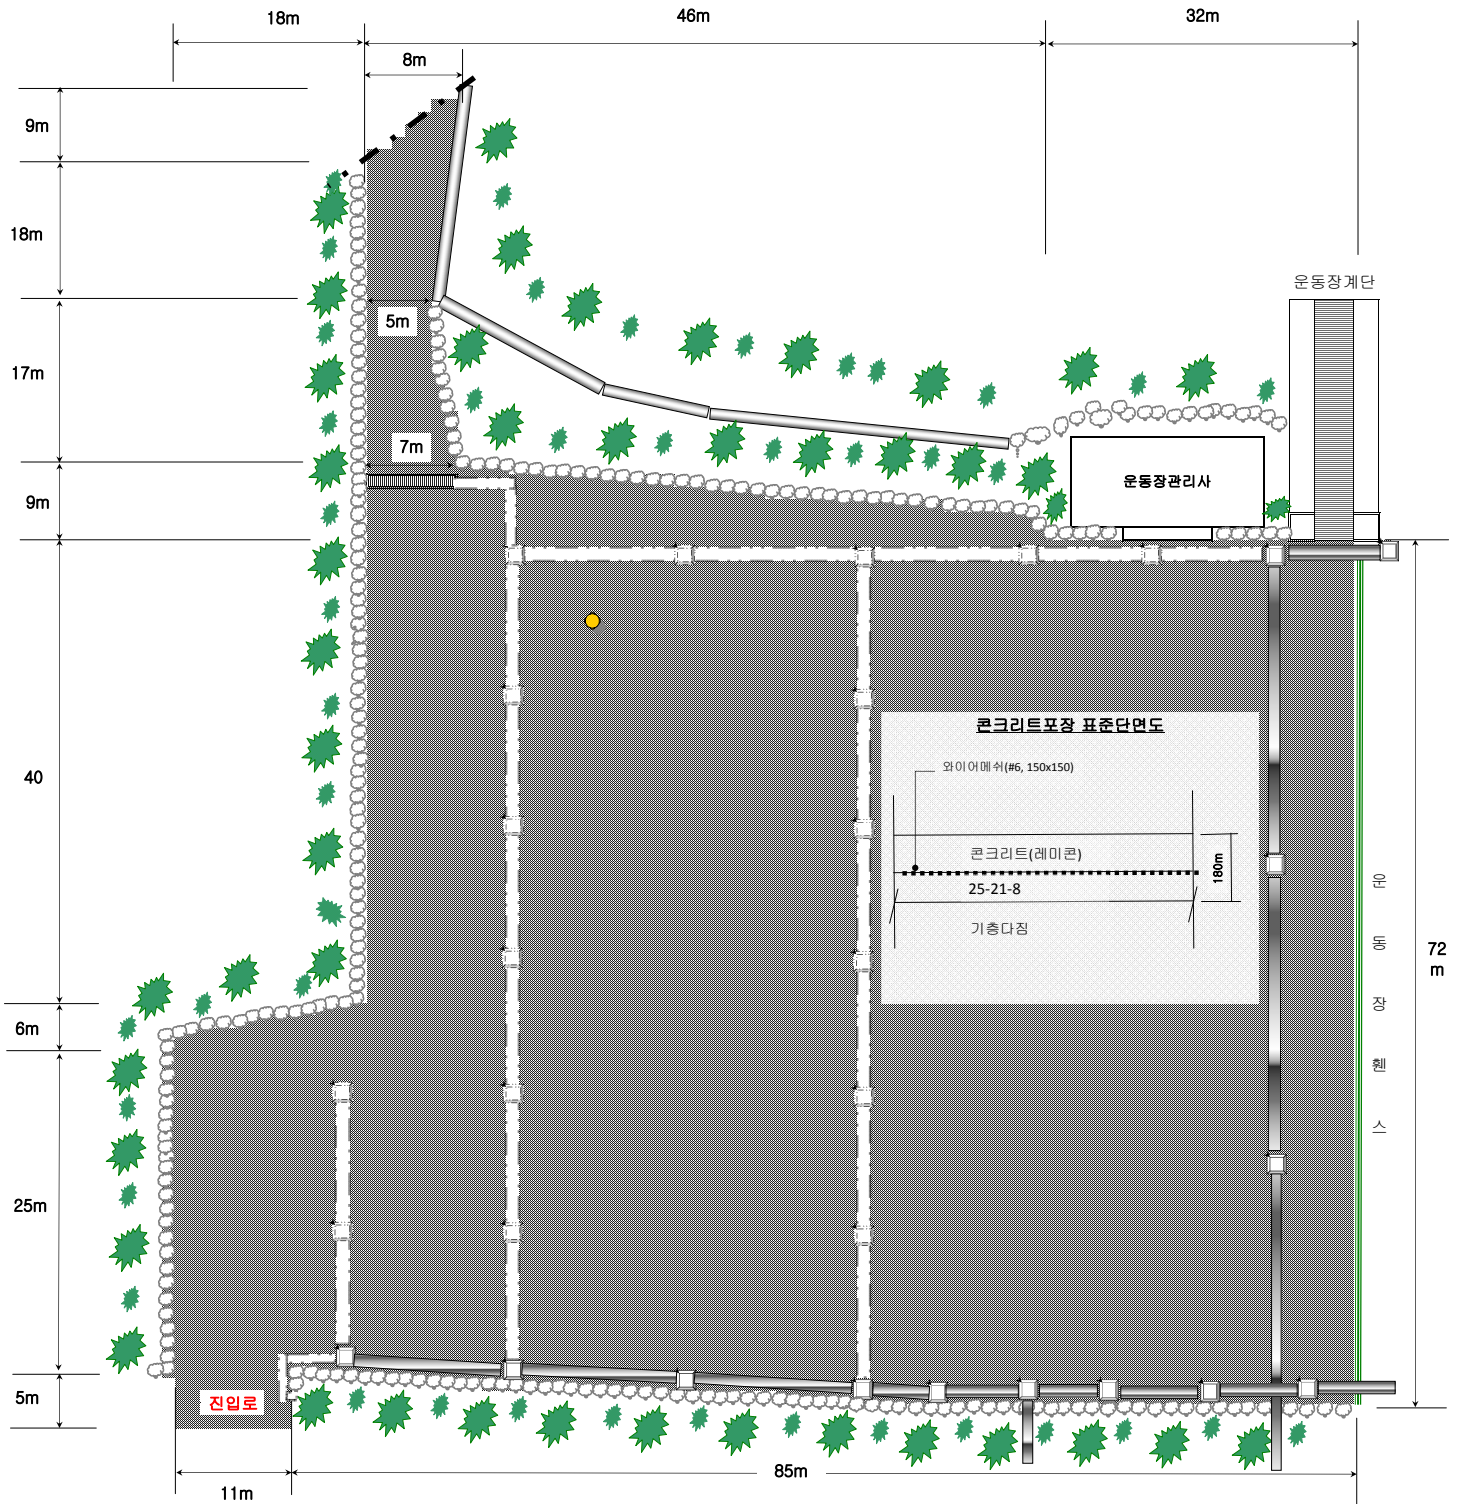 18m
46m
32m
8m
9m
18m
운동장계단
5m
17m
7m
9m
운동장관리사
콘크리트포장 표준단면도
와이어메쉬(#6, 150x150)
40
콘크리트(레미콘)
180m
25-21-8
기층다짐
운
동
장
휀
스
72
m
6m
25m
5m
진입로
85m
11m